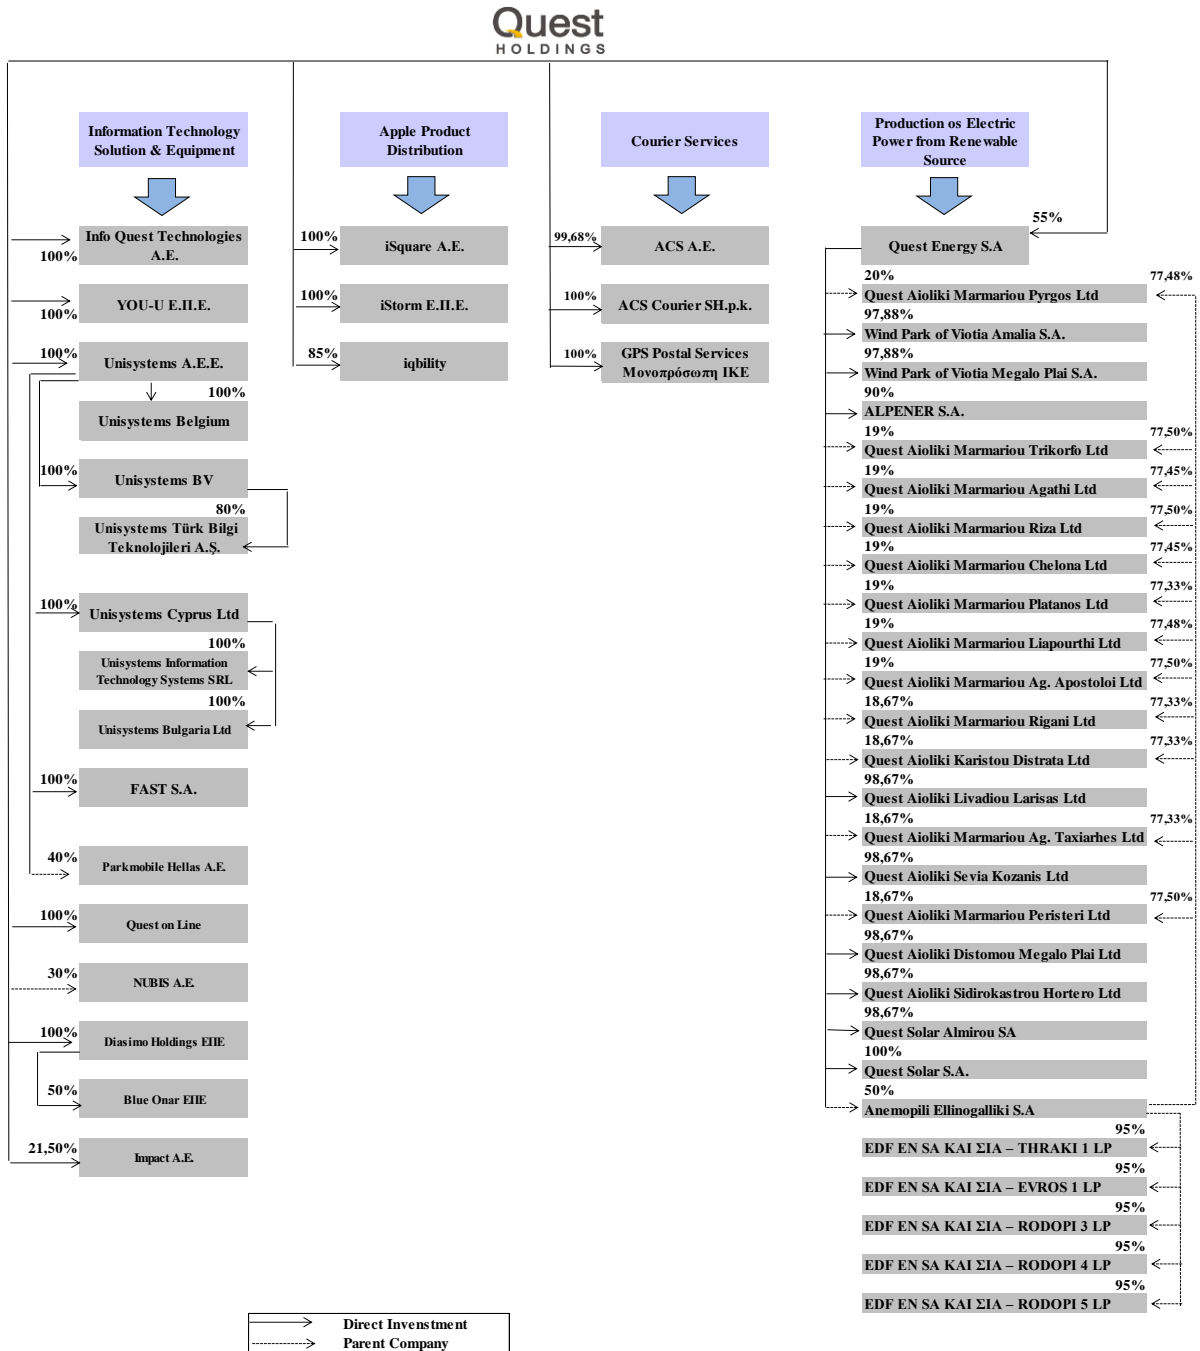 Quest
HOLDINGS
Information Technology
Solution & Equipment
Info Quest Technologies
A.E.
100%
YOU-U Ε.Π.Ε.
100%
100%
Unisystems A.E.E.
100%
Unisystems Belgium
100%
Unisystems BV
80%
Unisystems Türk Bilgi
Teknolojileri A.Ş.
100%
Unisystems Cyprus Ltd
100%
Unisystems Information
Technology Systems SRL
100%
Unisystems Bulgaria Ltd
100%
FAST S.A.
40%
Parkmobile Hellas A.E.
100%
Quest on Line
30%
NUBIS A.E.
100%
Diasimo Holdings ΕΠΕ
50%
Blue Onar ΕΠΕ
21,50%
Impact A.E.
Apple Product
Distribution
100%
iSquare A.E.
100%
iStorm Ε.Π.Ε.
85%
iqbility
Courier Services
99,68%
ACS A.E.
100%
ACS Courier SH.p.k.
100%
GPS Postal Services
Μονοπρόσωπη ΙΚΕ
Production os Electric
Power from Renewable
Source
55%
Quest Energy S.A
20%
77,48%
Quest Aioliki Marmariou Pyrgos Ltd
97,88%
Wind Park of Viotia Amalia S.A.
97,88%
Wind Park of Viotia Megalo Plai S.A.
90%
ALPENER S.A.
19%
77,50%
Quest Aioliki Marmariou Trikorfo Ltd
19%
77,45%
Quest Aioliki Marmariou Agathi Ltd
19%
77,50%
Quest Aioliki Marmariou Riza Ltd
19%
77,45%
Quest Aioliki Marmariou Chelona Ltd
19%
77,33%
Quest Aioliki Marmariou Platanos Ltd
19%
77,48%
Quest Aioliki Marmariou Liapourthi Ltd
19%
77,50%
Quest Aioliki Marmariou Ag. Apostoloi Ltd
18,67%
77,33%
Quest Aioliki Marmariou Rigani Ltd
18,67%
77,33%
Quest Aioliki Karistou Distrata Ltd
98,67%
Quest Aioliki Livadiou Larisas Ltd
18,67%
77,33%
Quest Aioliki Marmariou Ag. Taxiarhes Ltd
98,67%
Quest Aioliki Sevia Kozanis Ltd
18,67%
77,50%
Quest Aioliki Marmariou Peristeri Ltd
98,67%
Quest Aioliki Distomou Megalo Plai Ltd
98,67%
Quest Aioliki Sidirokastrou Hortero Ltd
98,67%
Quest Solar Almirou SA
100%
Quest Solar S.A.
50%
Anemopili Ellinogalliki S.A
95%
EDF EN SA ΚΑΙ ΣΙΑ – THRAKI 1 LP
95%
EDF EN SA ΚΑΙ ΣΙΑ – EVROS 1 LP
95%
EDF EN SA ΚΑΙ ΣΙΑ – RODOPI 3 LP
95%
EDF EN SA ΚΑΙ ΣΙΑ – RODOPI 4 LP
95%
EDF EN SA ΚΑΙ ΣΙΑ – RODOPI 5 LP
Direct Invenstment
Parent Company